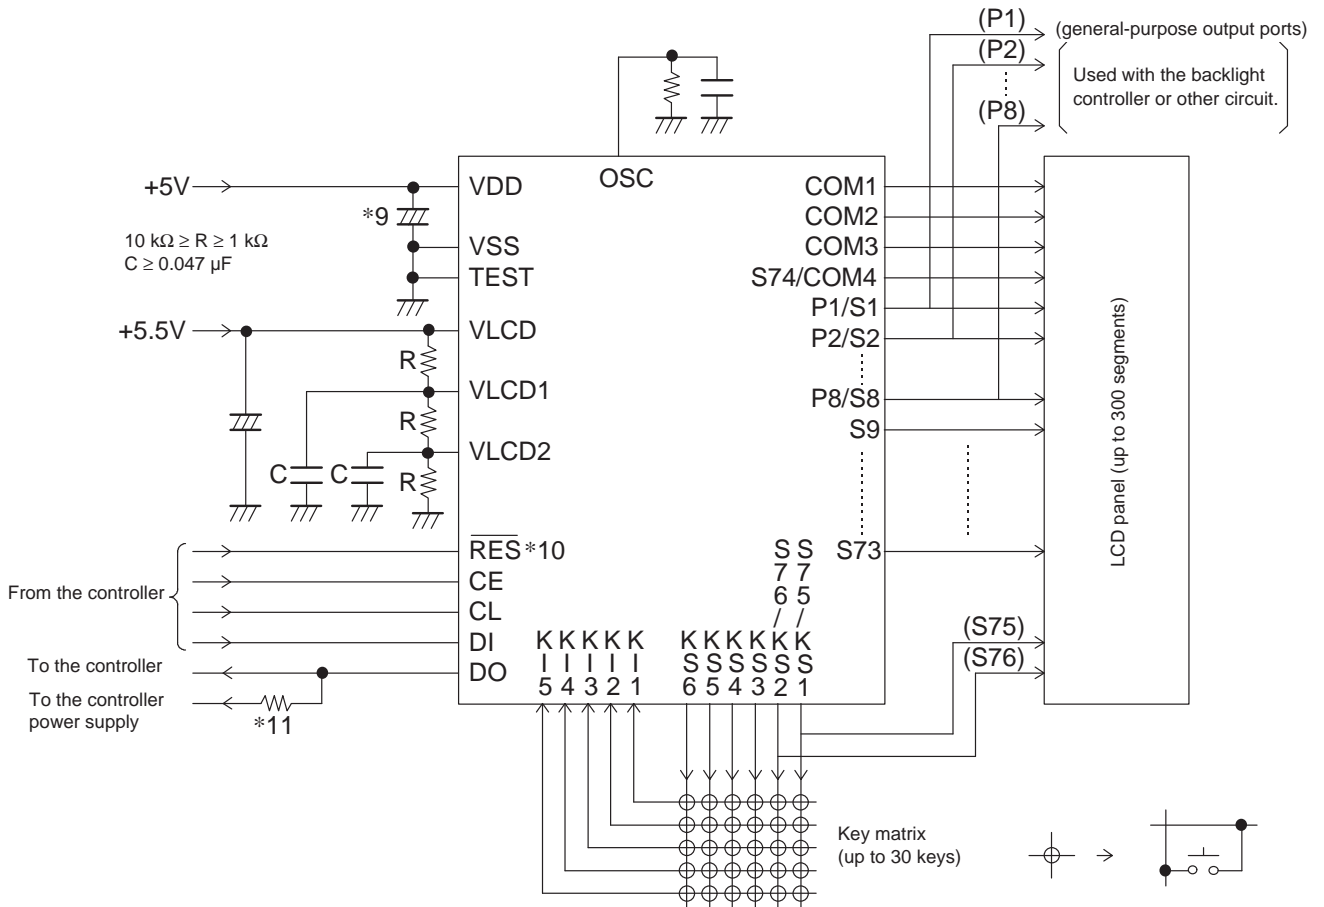 (P1)
(general-purpose output ports)
(P2)
Used with the backlight
controller or other circuit.
(P8)
OSC
+5V
VDD
COM1
*9
COM2
10 kΩ ≥ R ≥ 1 kΩ
C ≥ 0.047 μF
VSS
COM3
TEST
S74/COM4
P1/S1
+5.5V
VLCD
P2/S2
R
VLCD1
P8/S8
R
S9
VLCD2
C
C
R
LCD panel (up to 300 segments)
RES *10
S73
From the controller
CE
CL
DI
To the controller
DO
To the controller
power supply
*11
KI5
KI4
KI3
KI2
KI1
KS6
KS5
KS4
KS3
S76/KS2
S75/KS1
(S75)
(S76)
Key matrix
(up to 30 keys)